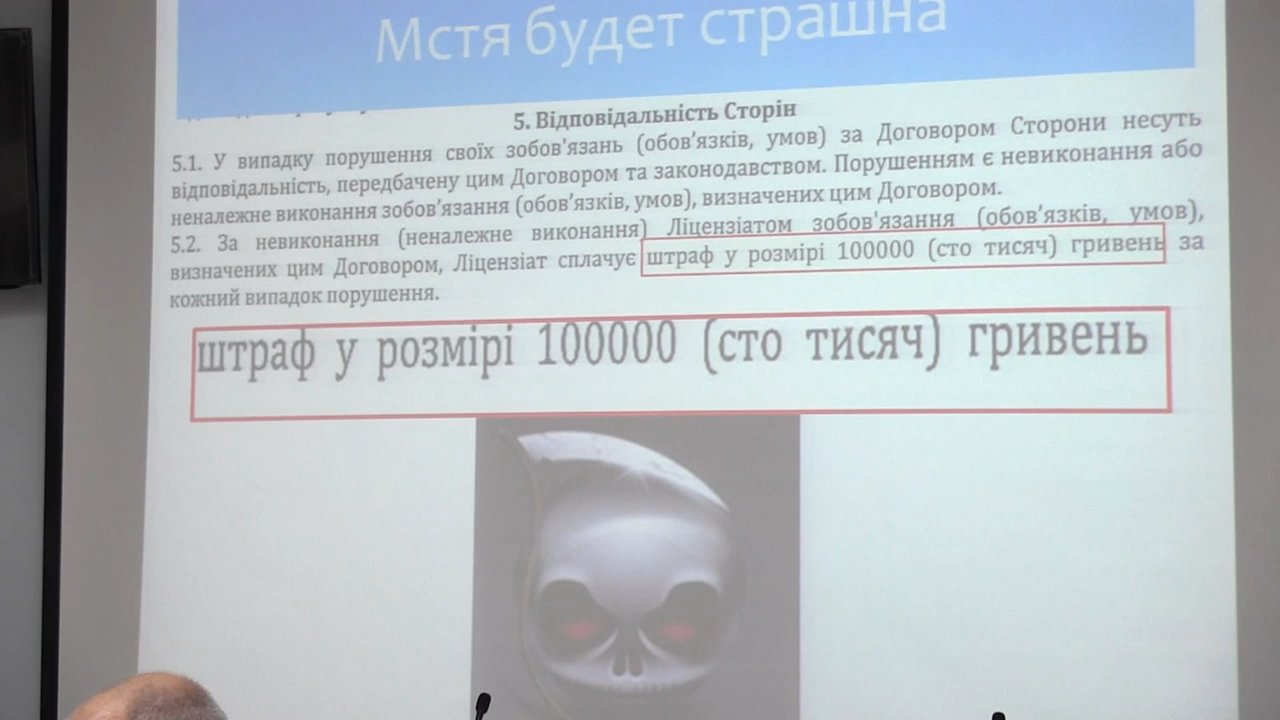 Мстя будет страшна
5. Відповідальність Сторін
5.1. У випадку порушення своїх зобов'язань (обов'язків, умов) за Договором Сторони несуть
відповідальність, передбачену цим Договором та законодавством. Порушенням є невиконання або
неналежне виконання зобов'язання (обов'язків, умов), визначених цим Договором.
5.2. За невиконання (неналежне виконання) Ліцензіатом зобов'язання (обов'язків, умов),
визначених цим Договором, Ліцензіат сплачує штраф у розмірі 100000 (сто тисяч) гривень за
кожний випадок порушення.
штраф у розмірі 100000 (сто тисяч) гривень